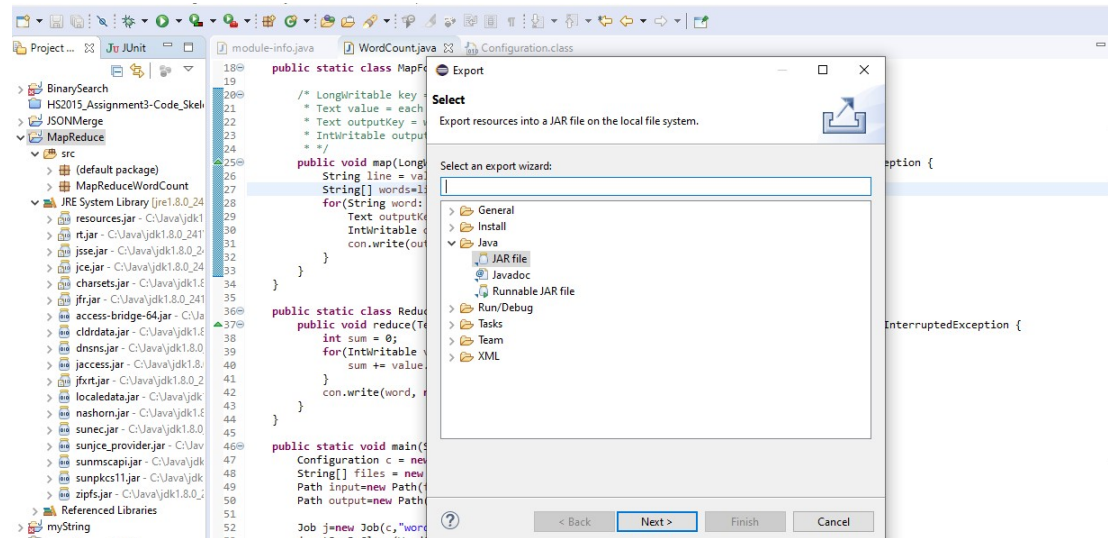 Project ...
JUnit
module-info.java
WordCount.java
Configuration.class
BinarySearch
HS2015_Assignment3-Code_Skel
JSONMerge
MapReduce
src
(default package)
MapReduceWordCount
JRE System Library [jre1.8.0_24
resources.jar - C:\Java\jdk1
rt.jar - C:\Java\jdk1.8.0_241
jsse.jar - C:\Java\jdk1.8.0_2
jce.jar - C:\Java\jdk1.8.0_24
charsets.jar - C:\Java\jdk1.8
jfr.jar - C:\Java\jdk1.8.0_241
access-bridge-64.jar - C:\Ja
cldrdata.jar - C:\Java\jdk1.8
dnsns.jar - C:\Java\jdk1.8.0
jaccess.jar - C:\Java\jdk1.8.
jfxrt.jar - C:\Java\jdk1.8.0_2
localedata.jar - C:\Java\jdk
nashorn.jar - C:\Java\jdk1.8
sunec.jar - C:\Java\jdk1.8.0
sunjce_provider.jar - C:\Jav
sunmscapi.jar - C:\Java\jdk
sunpkcs11.jar - C:\Java\jdk
zipfs.jar - C:\Java\jdk1.8.0_
Referenced Libraries
myString
18 public static class MapFo
19
20 /* LongWritable key =
21 * Text value = each
22 * Text outputKey = w
23 * IntWritable output
24 * */
25 public void map(LongW ption {
26 String line = val
27 String[] words=li
28 for(String word:
29 Text outputKe
30 IntWritable o
31 con.write(out
32 }
33 }
34 }
35
36 public static class Reduc
37 public void reduce(Te InterruptedException {
38 int sum = 0;
39 for(IntWritable v
40 sum += value.
41 }
42 con.write(word, n
43 }
44 }
45
46 public static void main(S
47 Configuration c = new
48 String[] files = new
49 Path input=new Path(f
50 Path output=new Path(
51
52 Job j=new Job(c,"word
Export
Select
Export resources into a JAR file on the local file system.
Select an export wizard:
General
Install
Java
JAR file
Javadoc
Runnable JAR file
Run/Debug
Tasks
Team
XML
?
< Back
Next >
Finish
Cancel